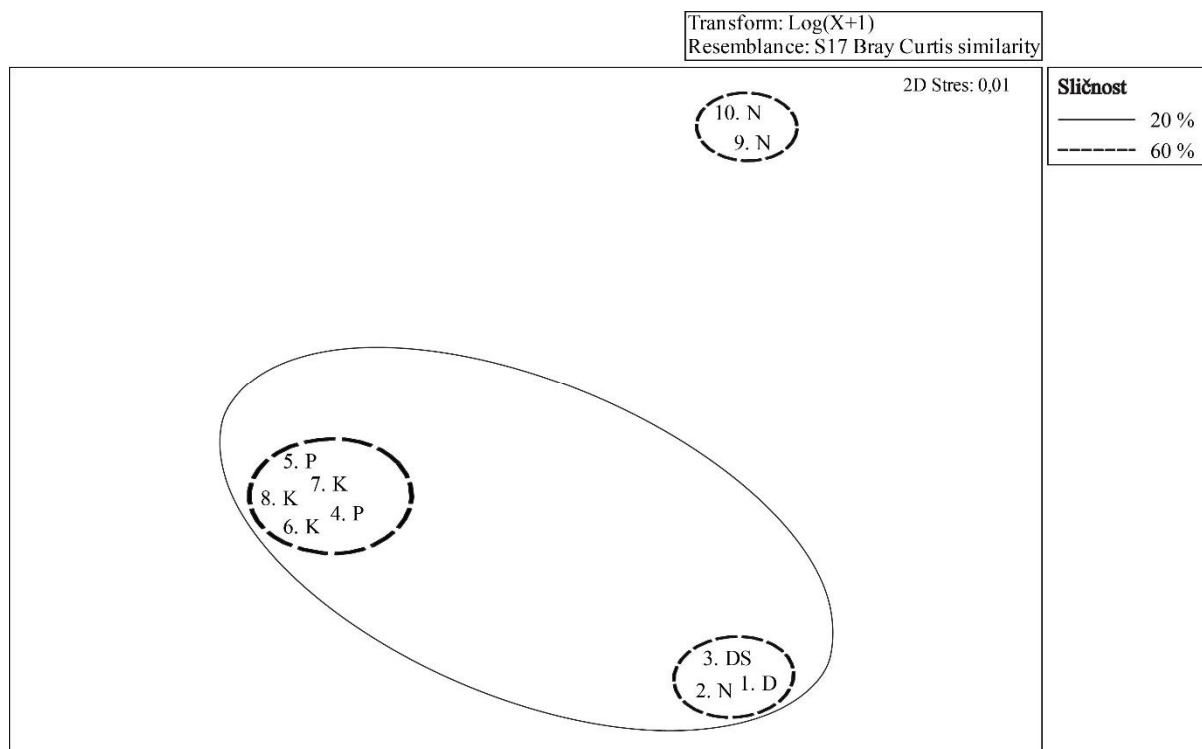 Transform: Log(X+1)
Resemblance: S17 Bray Curtis similarity
2D Stres: 0,01
Sličnost
20 %
60 %
10. N
9. N
5. P
7. K
8. K
4. P
6. K
3. DS
2. N
1. D